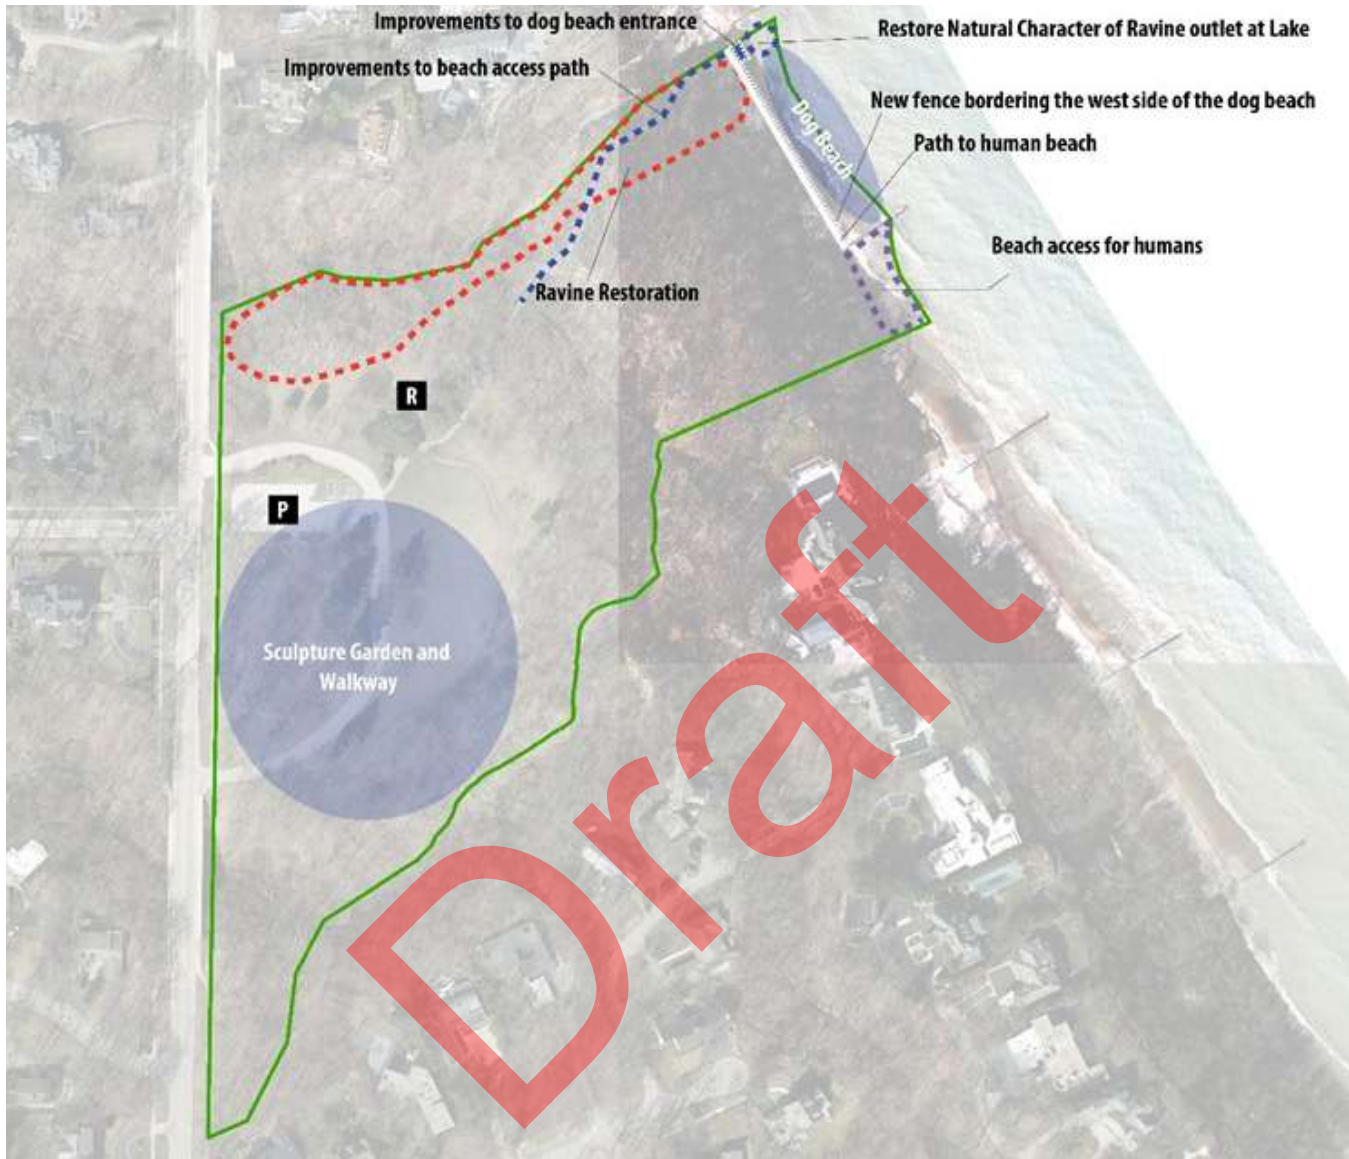 Improvements to dog beach entrance
Restore Natural Character of Ravine outlet at Lake
Improvements to beach access path
New fence bordering the west side of the dog beach
Dog Beach
Path to human beach
Beach access for humans
Ravine Restoration
R
P
Sculpture Garden and
Walkway
Draft